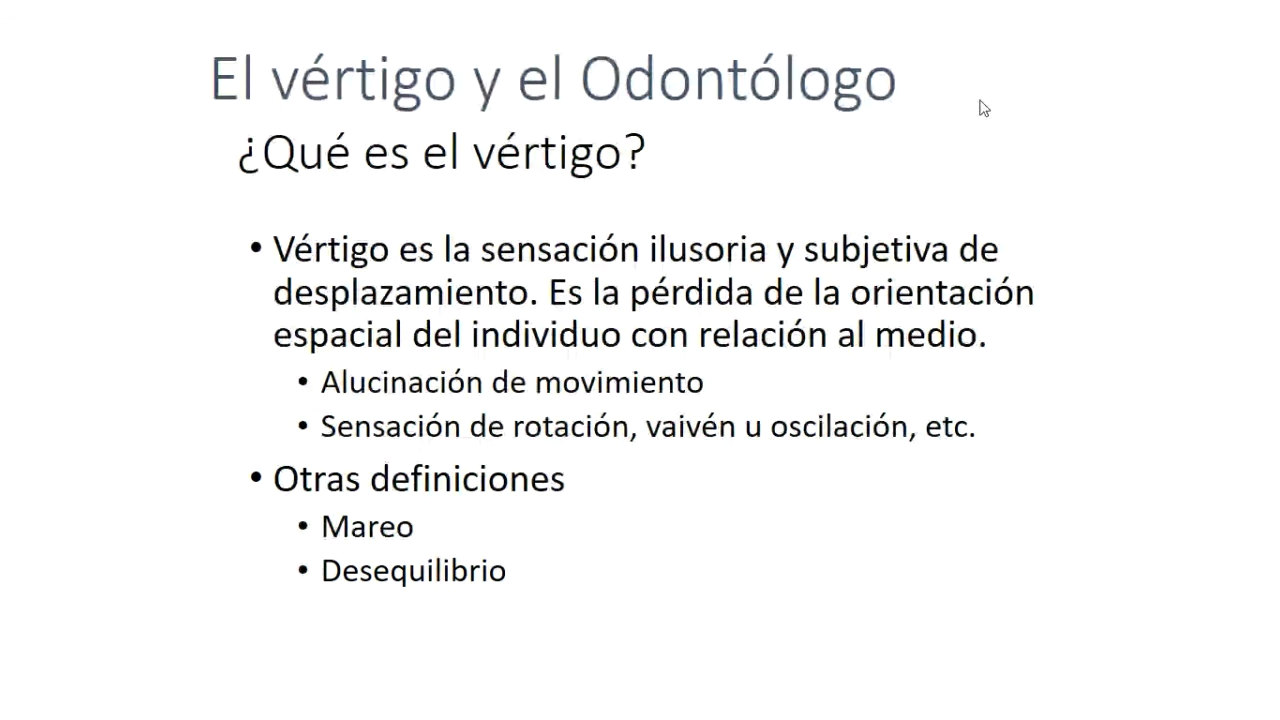 El vértigo y el Odontólogo
¿Qué es el vértigo?
• Vértigo es la sensación ilusoria y subjetiva de
desplazamiento. Es la pérdida de la orientación
espacial del individuo con relación al medio.
• Alucinación de movimiento
• Sensación de rotación, vaivén u oscilación, etc.
• Otras definiciones
• Mareo
• Desequilibrio